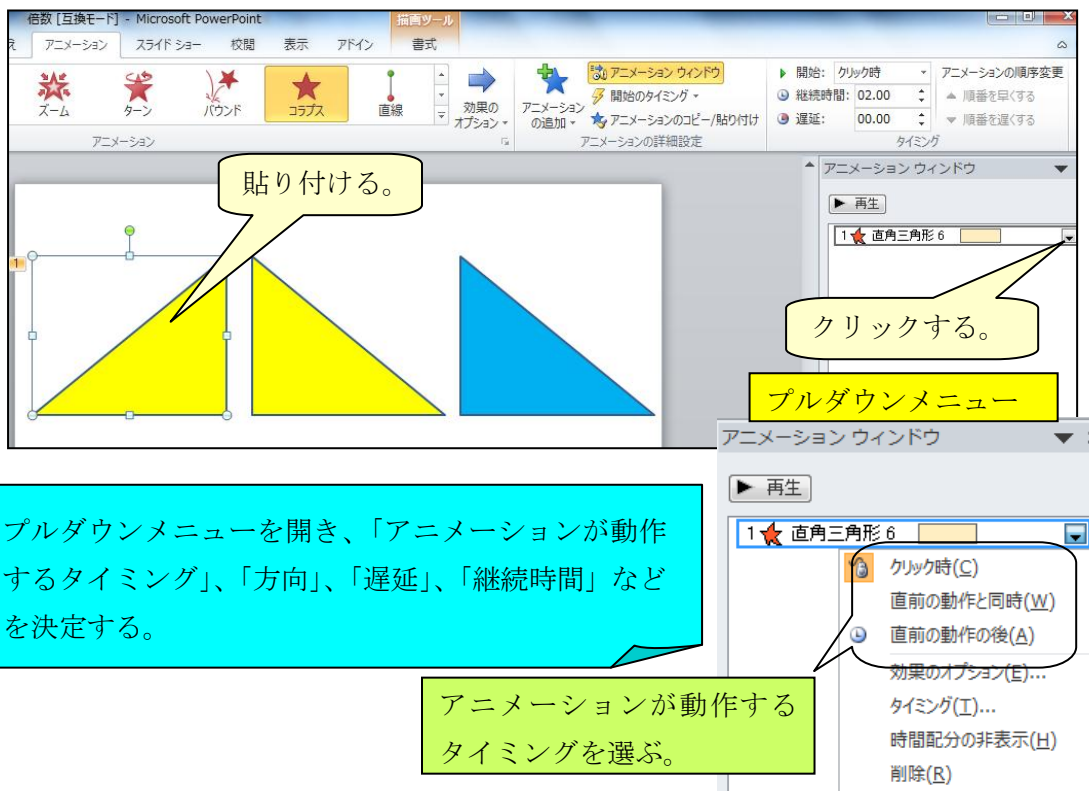 倍数 [互換モード] - Microsoft PowerPoint
描画ツール
アニメーション スライド ショー 校閲 表示 アドイン 書式
ズーム ターン バウンド コラプス 直線
効果の
オプション
アニメーション
の追加
アニメーション ウィンドウ
開始のタイミング
アニメーションのコピー/貼り付け
開始: クリック時
継続時間: 02.00
遅延: 00.00
アニメーションの順序変更
順番を早くする
順番を遅くする
アニメーション アニメーションの詳細設定 タイミング
アニメーション ウィンドウ
再生
1 直角三角形 6
貼り付ける。
1
クリックする。
プルダウンメニュー
アニメーション ウィンドウ
再生
1 直角三角形 6
クリック時(C)
直前の動作と同時(W)
直前の動作の後(A)
効果のオプション(E)...
タイミング(T)...
時間配分の非表示(H)
削除(R)
プルダウンメニューを開き、「アニメーションが動作
するタイミング」、「方向」、「遅延」、「継続時間」など
を決定する。
アニメーションが動作する
タイミングを選ぶ。